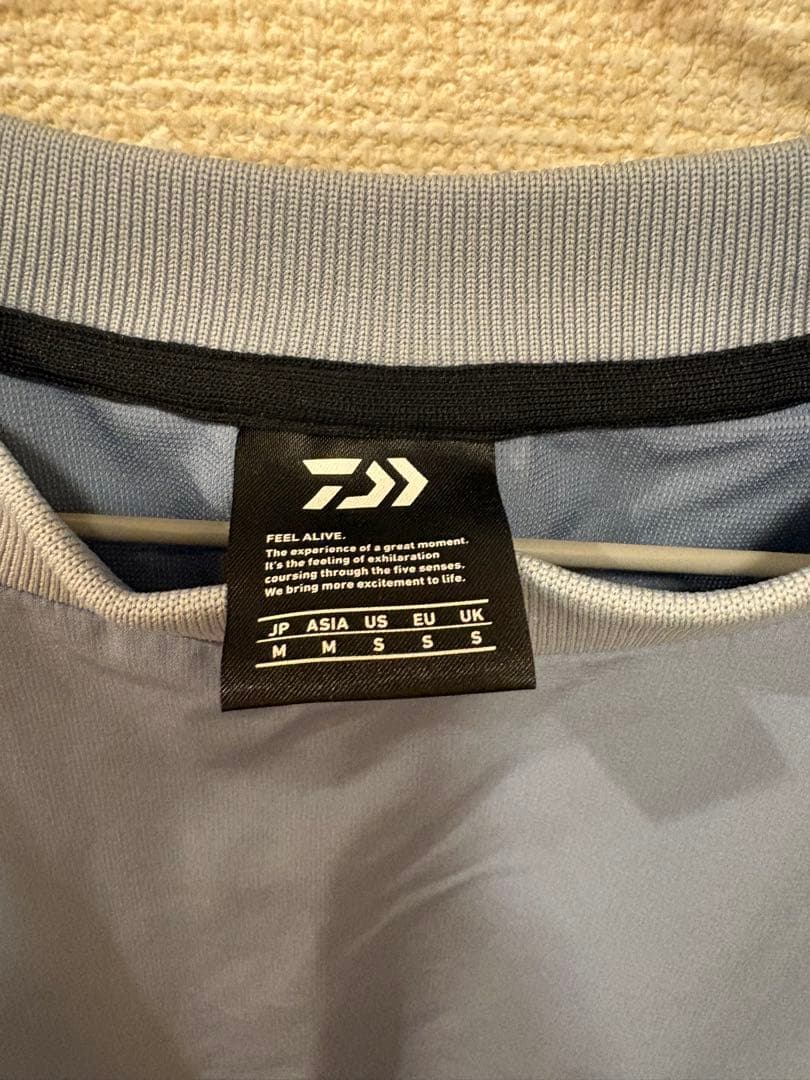 FEEL ALIVE.
The experience of a great moment.
It's the feeling of exhilaration
coursing through the five senses.
We bring more excitement to life.
JP ASIA US EU UK
M M S S S